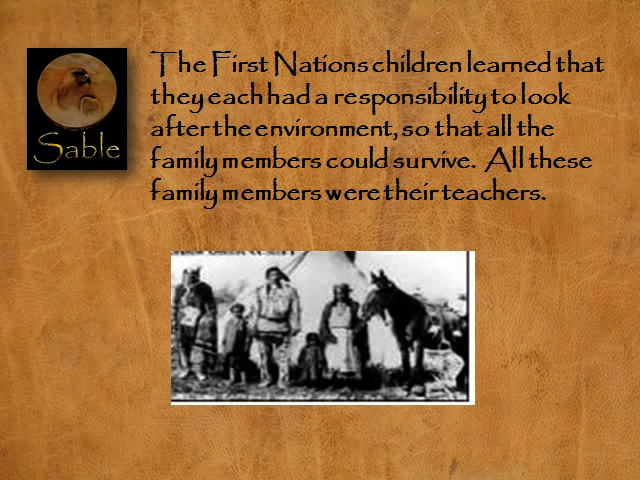 The First Nations children learned that
they each had a responsibility to look
after the environment, so that all the
family members could survive.  All these
family members were their teachers.
Sable